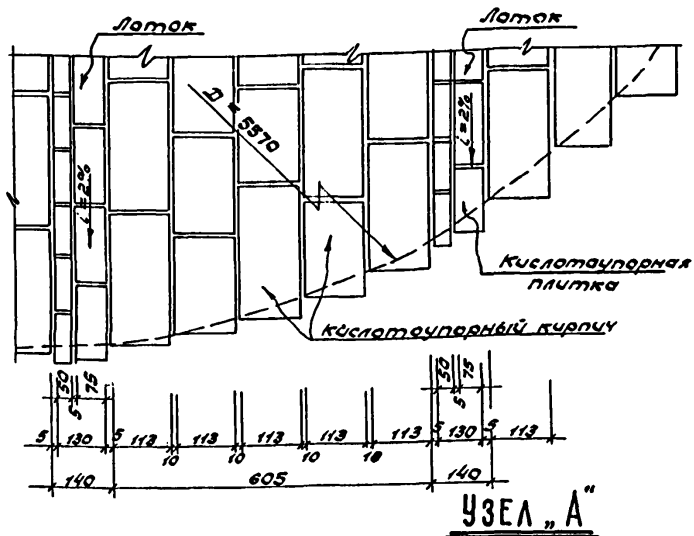 Лоток
Лоток
Д = 5570
i=2%
i=2%
Кислотоупорная
плитка
Кислотоупорный кирпич
50
5
75
50
5
75
5
130
5
113
10
113
10
113
10
113
10
113
5
130
5
113
140
605
140
УЗЕЛ „А“